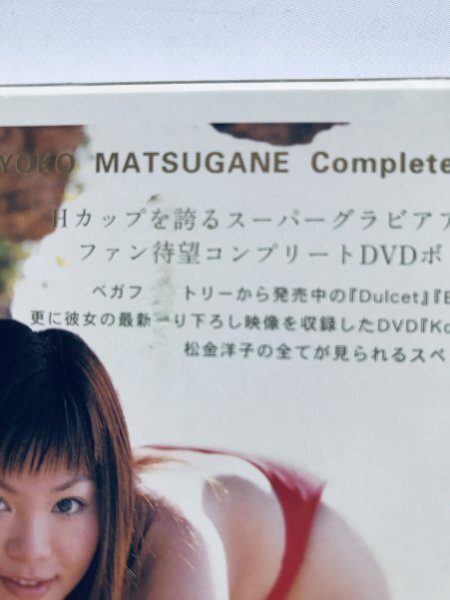 YOKO MATSUGANE Complete
Hカップを誇るスーパーグラビアア
ファン待望コンプリートDVDボ
ベガフ トリーから発売中の『Dulcet』『E
更に彼女の最新 り下ろし映像を収録したDVD『Ko
松金洋子の全てが見られるスペ